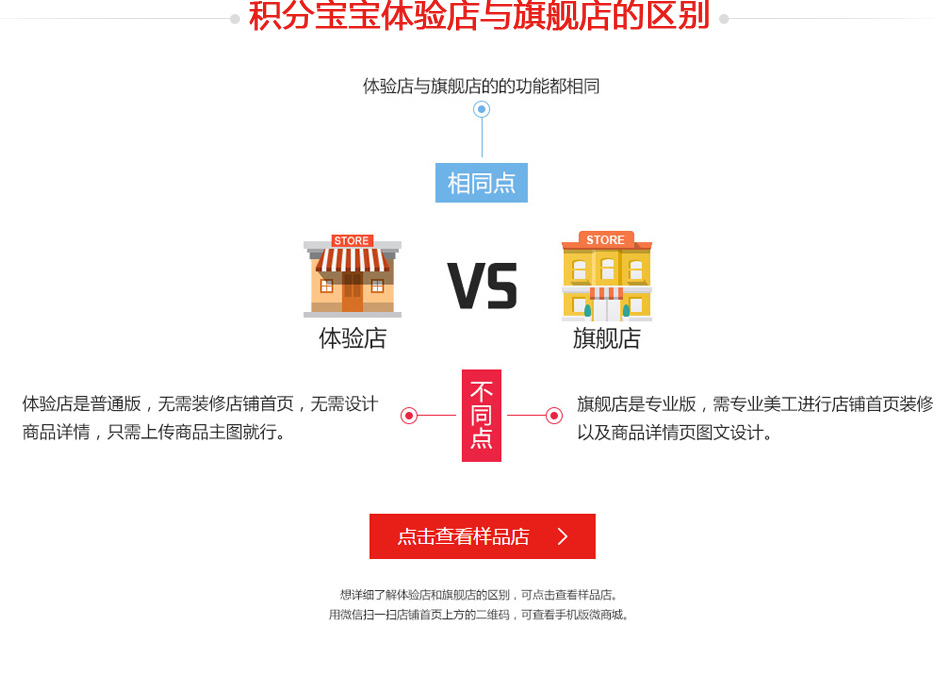 积分宝宝体验店与旗舰店的区别
体验店与旗舰店的的功能都相同
相同点
STORE
STORE
VS
体验店
旗舰店
不同点
体验店是普通版，无需装修店铺首页，无需设计
商品详情，只需上传商品主图就行。
旗舰店是专业版，需专业美工进行店铺首页装修
以及商品详情页图文设计。
点击查看样品店
想详细了解体验店和旗舰店的区别，可点击查看样品店。
用微信扫一扫店铺首页上方的二维码，可查看手机版微商城。